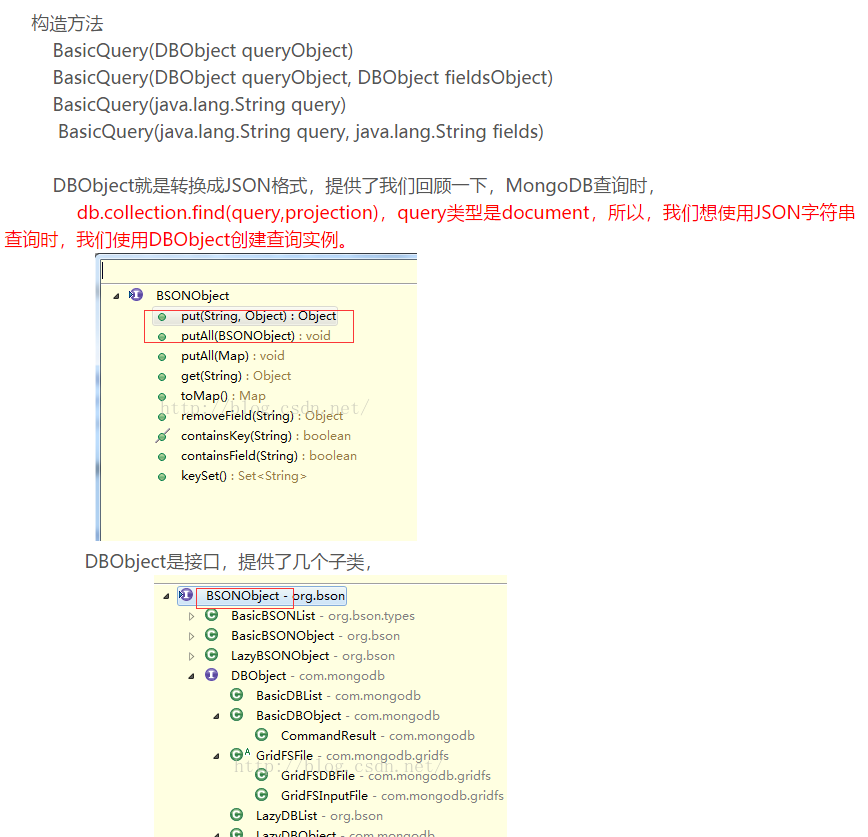 构造方法
BasicQuery(DBObject queryObject)
BasicQuery(DBObject queryObject, DBObject fieldsObject)
BasicQuery(java.lang.String query)
BasicQuery(java.lang.String query, java.lang.String fields)
DBObject就是转换成JSON格式，提供了我们回顾一下，MongoDB查询时，
db.collection.find(query,projection)，query类型是document，所以，我们想使用JSON字符串
查询时，我们使用DBObject创建查询实例。
BSONObject
put(String, Object) : Object
putAll(BSONObject) : void
putAll(Map) : void
get(String) : Object
toMap() : Map
http://blog.csdn.net/
removeField(String) : Object
containsKey(String) : boolean
containsField(String) : boolean
keySet() : Set<String>
DBObject是接口，提供了几个子类，
BSONObject - org.bson
BasicBSONList - org.bson.types
BasicBSONObject - org.bson
LazyBSONObject - org.bson
DBObject - com.mongodb
BasicDBList - com.mongodb
BasicDBObject - com.mongodb
CommandResult - com.mongodb
GridFSFile - com.mongodb.gridfs
http://blog.csdn.net/
GridFSDBFile - com.mongodb.gridfs
GridFSInputFile - com.mongodb.gridfs
LazyDBList - org.bson
LazyDBObject - com.mongodb